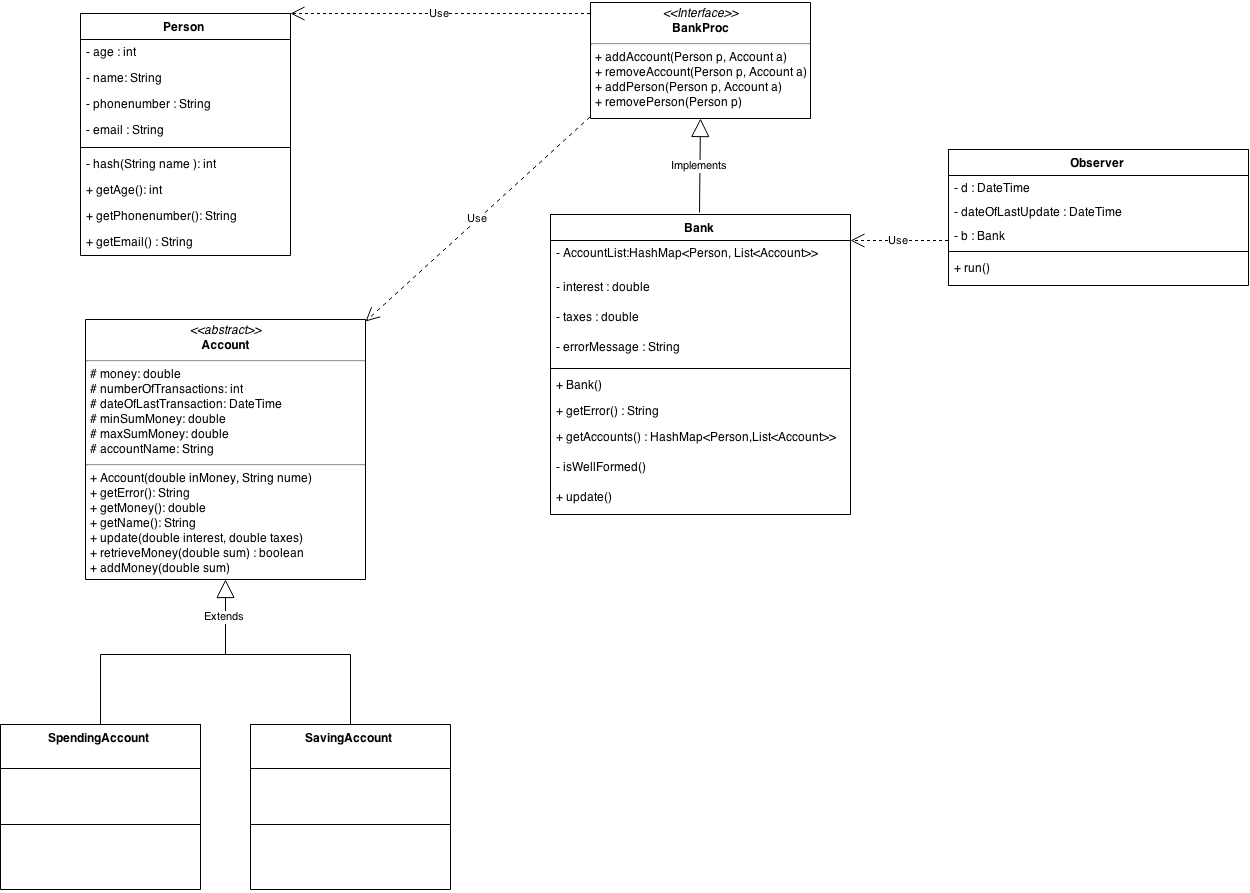 Person
- age : int
- name: String
- phonenumber : String
- email : String
- hash(String name ): int
+ getAge(): int
+ getPhonenumber(): String
+ getEmail() : String
Use
<<Interface>>
BankProc
+ addAccount(Person p, Account a)
+ removeAccount(Person p, Account a)
+ addPerson(Person p, Account a)
+ removePerson(Person p)
Implements
Use
Observer
- d : DateTime
- dateOfLastUpdate : DateTime
- b : Bank
+ run()
Use
Bank
- AccountList:HashMap<Person, List<Account>>
- interest : double
- taxes : double
- errorMessage : String
+ Bank()
+ getError() : String
+ getAccounts() : HashMap<Person,List<Account>>
- isWellFormed()
+ update()
<<abstract>>
Account
# money: double
# numberOfTransactions: int
# dateOfLastTransaction: DateTime
# minSumMoney: double
# maxSumMoney: double
# accountName: String
+ Account(double inMoney, String nume)
+ getError(): String
+ getMoney(): double
+ getName(): String
+ update(double interest, double taxes)
+ retrieveMoney(double sum) : boolean
+ addMoney(double sum)
Extends
SpendingAccount
SavingAccount